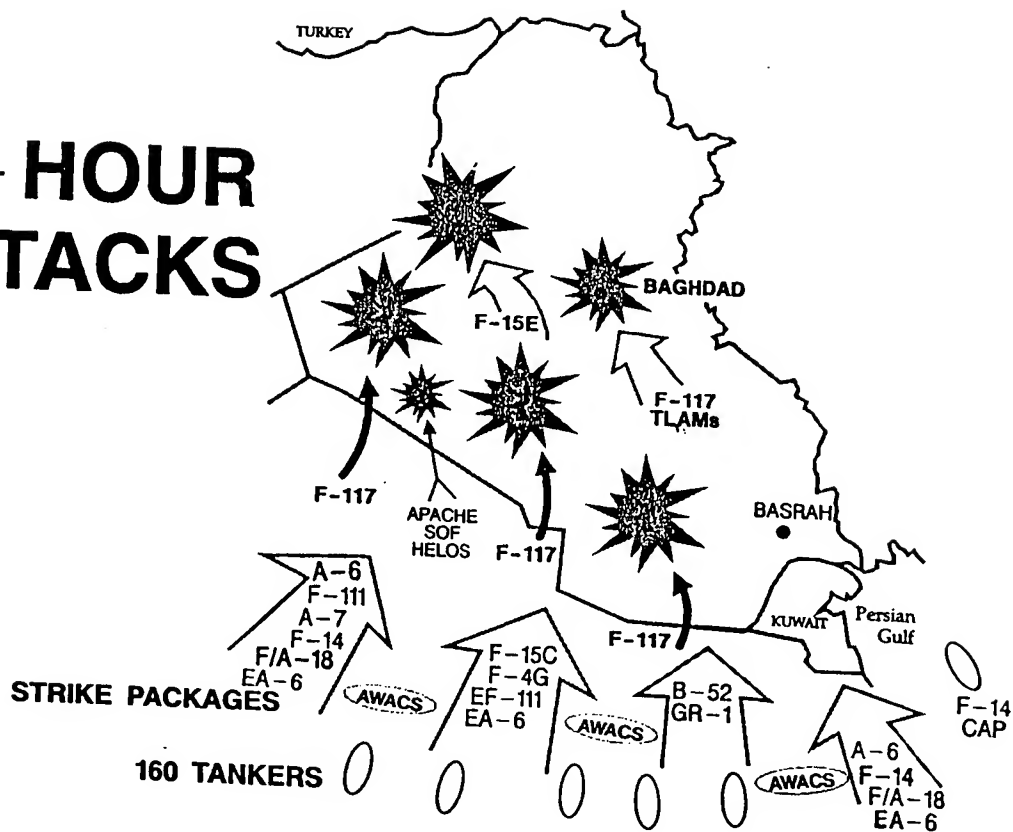 TURKEY
HOUR
TACKS
BAGHDAD
F-15E
F-117
TLAMs
F-117
APACHE
SOF
HELOS
F-117
BASRAH
KUWAIT
Persian
Gulf
F-117
A-6
F-111
A-7
F-14
F/A-18
EA-6
STRIKE PACKAGES
AWACS
F-15C
F-4G
EF-111
EA-6
AWACS
B-52
GR-1
AWACS
A-6
F-14
F/A-18
EA-6
F-14
CAP
160 TANKERS